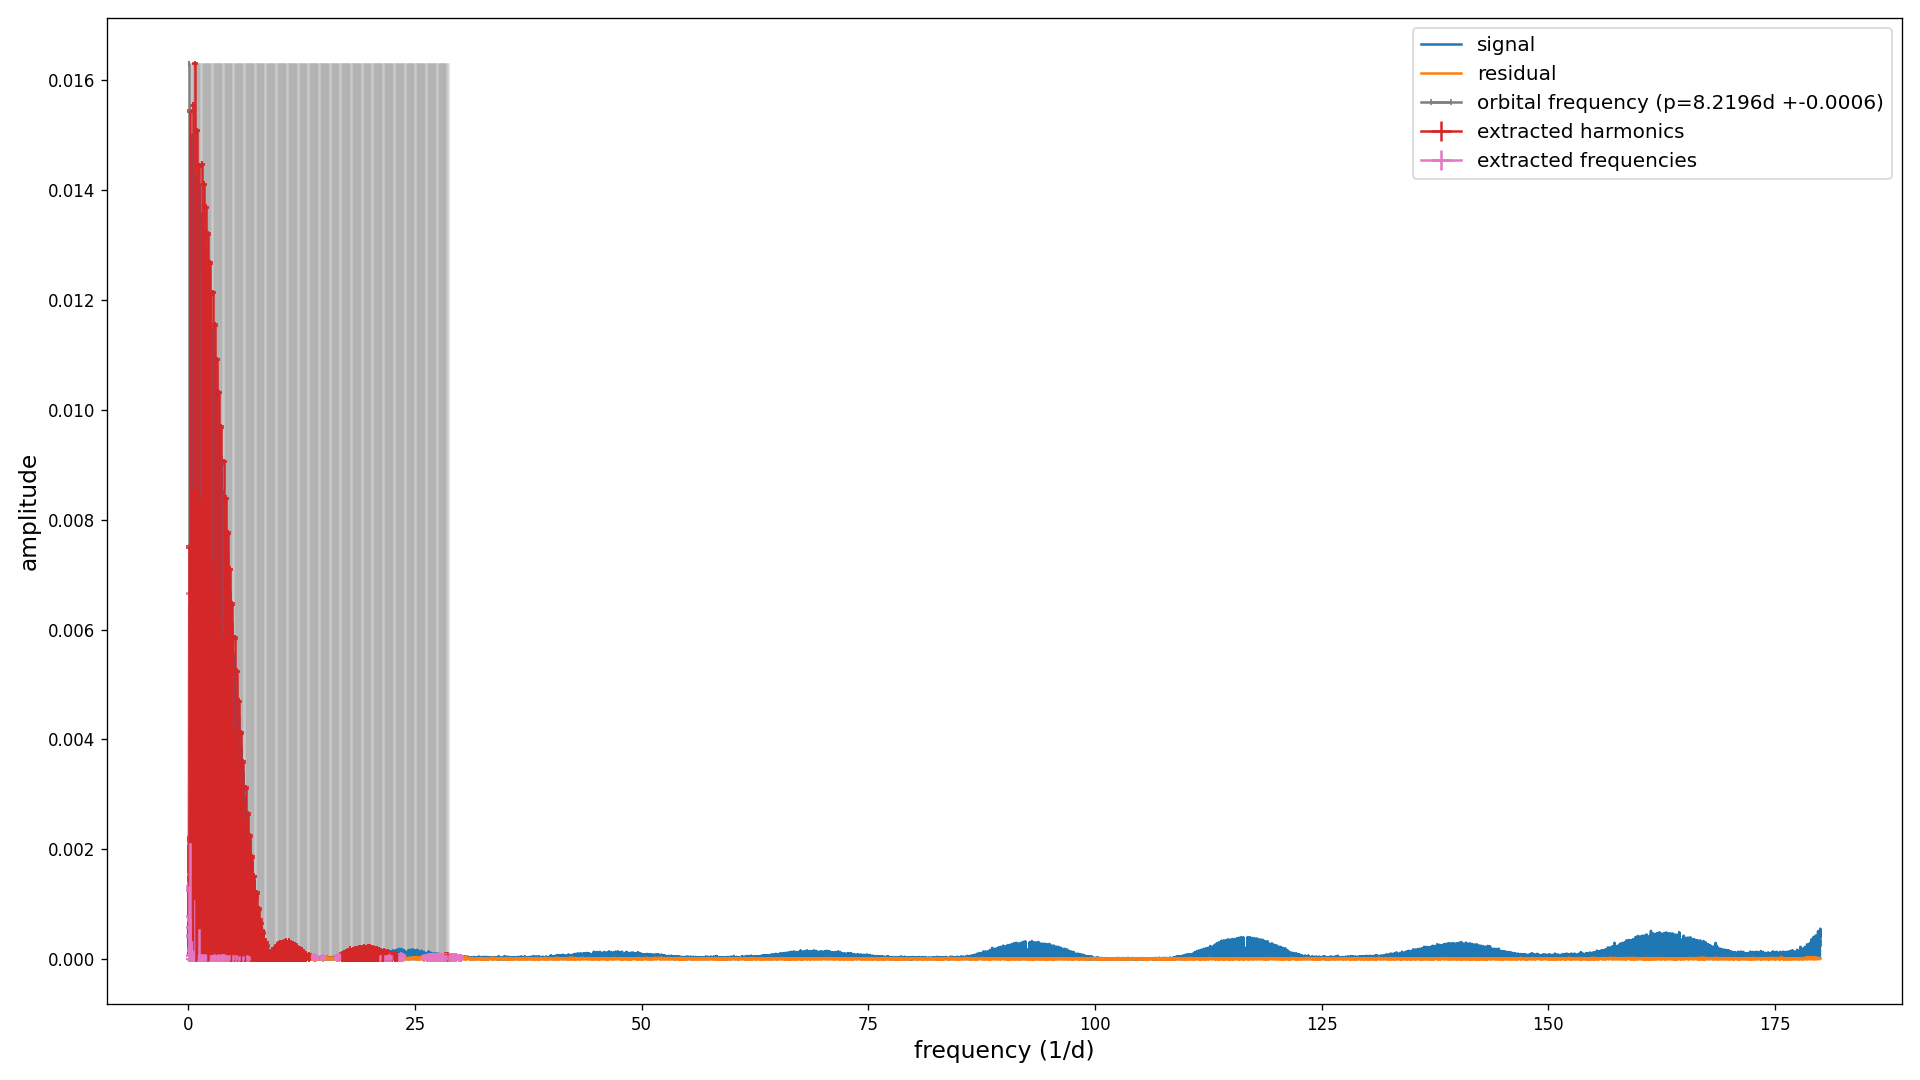 signal
residual
orbital frequency (p=8.2196d +-0.0006)
extracted harmonics
extracted frequencies
0.016
0.014
0.012
0.010
0.008
0.006
0.004
0.002
0.000
amplitude
0 25 50 75 100 125 150 175
frequency (1/d)